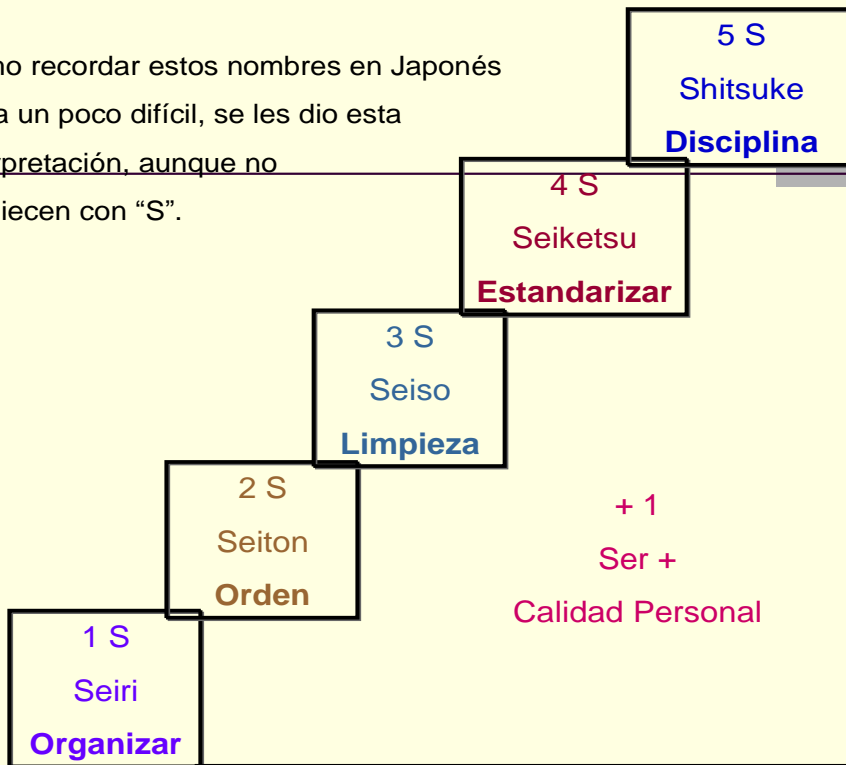 no recordar estos nombres en Japonés
a un poco difícil, se les dio esta
rpretación, aunque no
iecen con “S”.
5 S
Shitsuke
Disciplina
4 S
Seiketsu
Estandarizar
3 S
Seiso
Limpieza
2 S
Seiton
Orden
+ 1
Ser +
Calidad Personal
1 S
Seiri
Organizar